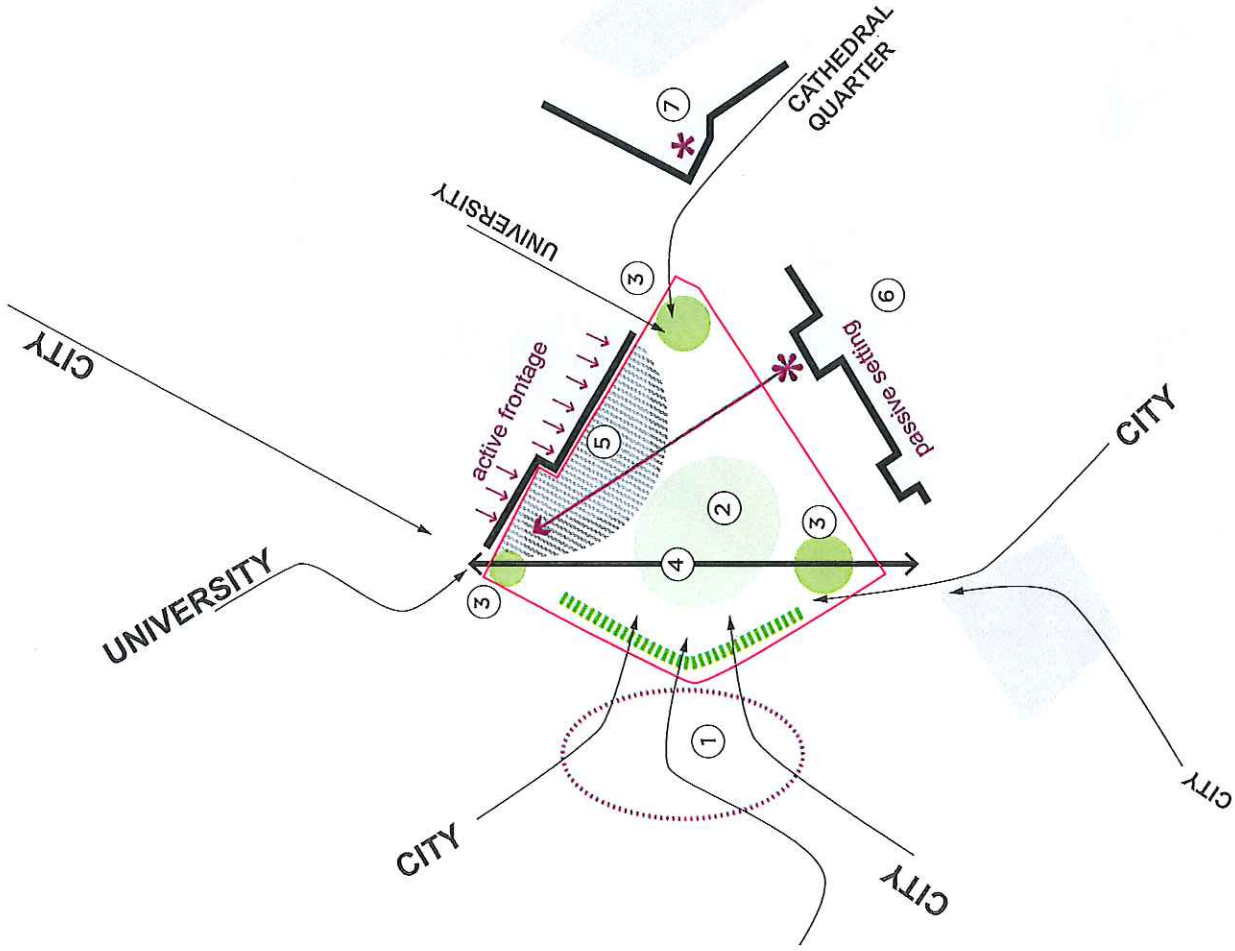 CATHEDRAL
QUARTER
7
UNIVERSITY
CITY
3
6
active frontage
passive setting
5
UNIVERSITY
2
CITY
3
4
3
1
CITY
CITY
CITY